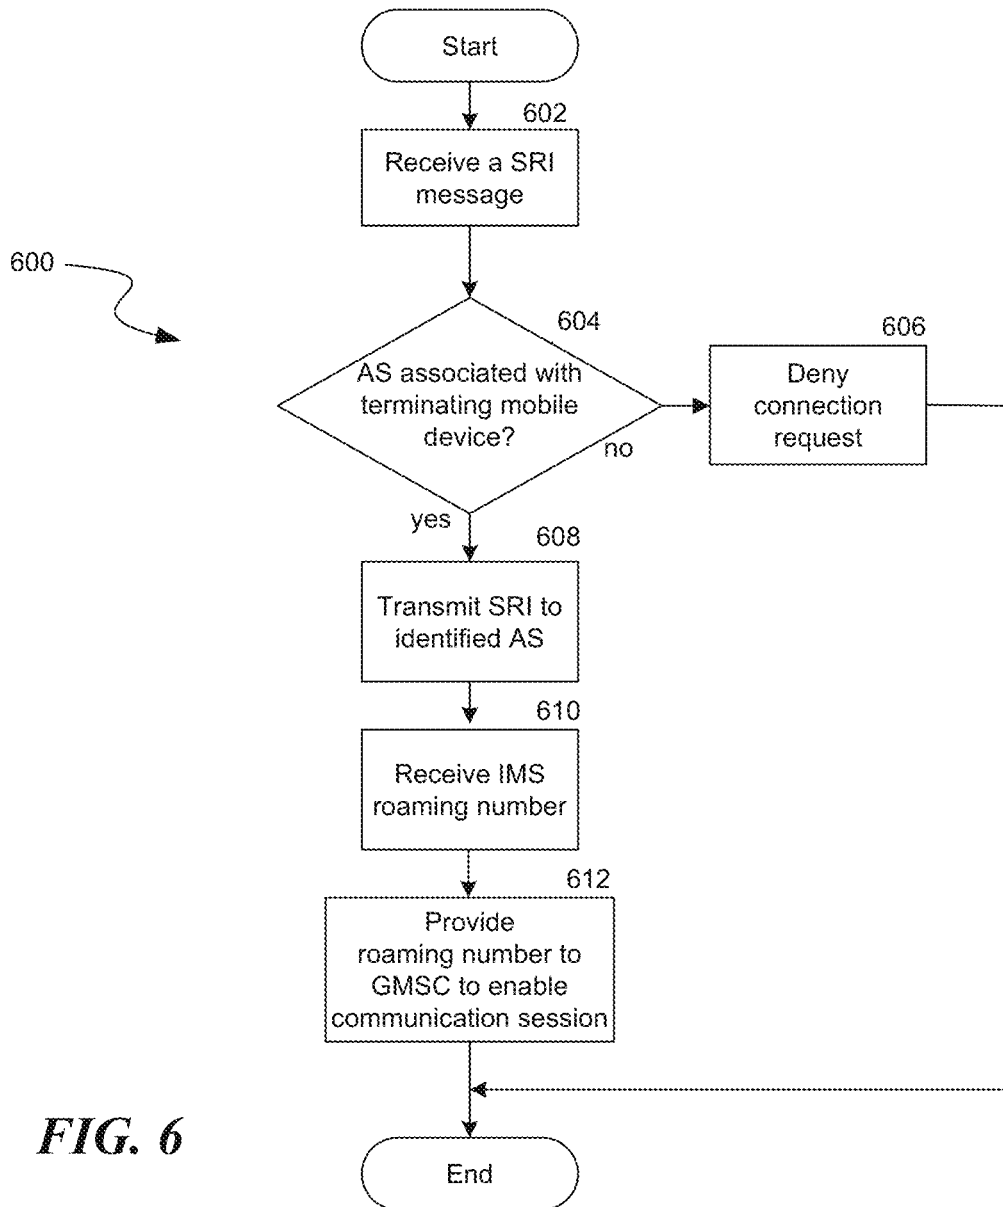 Start
602
Receive a SRI
message
600
604
AS associated with
terminating mobile
device?
606
Deny
connection
request
no
yes
608
Transmit SRI to
identified AS
610
Receive IMS
roaming number
612
Provide
roaming number to
GMSC to enable
communication session
FIG. 6
End